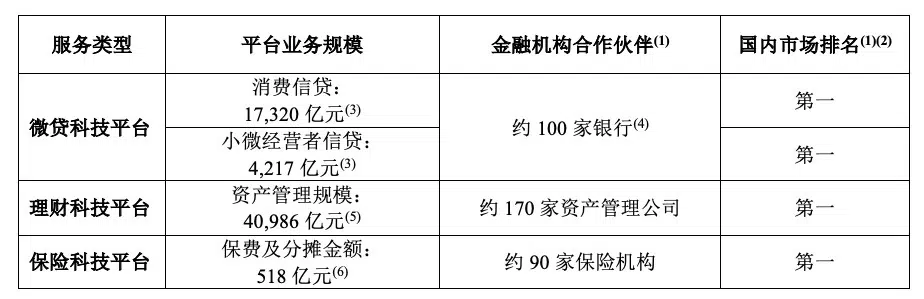 服务类型 平台业务规模 金融机构合作伙伴(1) 国内市场排名(1)(2)
微贷科技平台
消费信贷：
17,320 亿元(3)
约 100 家银行(4)
第一
小微经营者信贷：
4,217 亿元(3)
第一
理财科技平台
资产管理规模：
40,986 亿元(5)
约 170 家资产管理公司
第一
保险科技平台
保费及分摊金额：
518 亿元(6)
约 90 家保险机构
第一